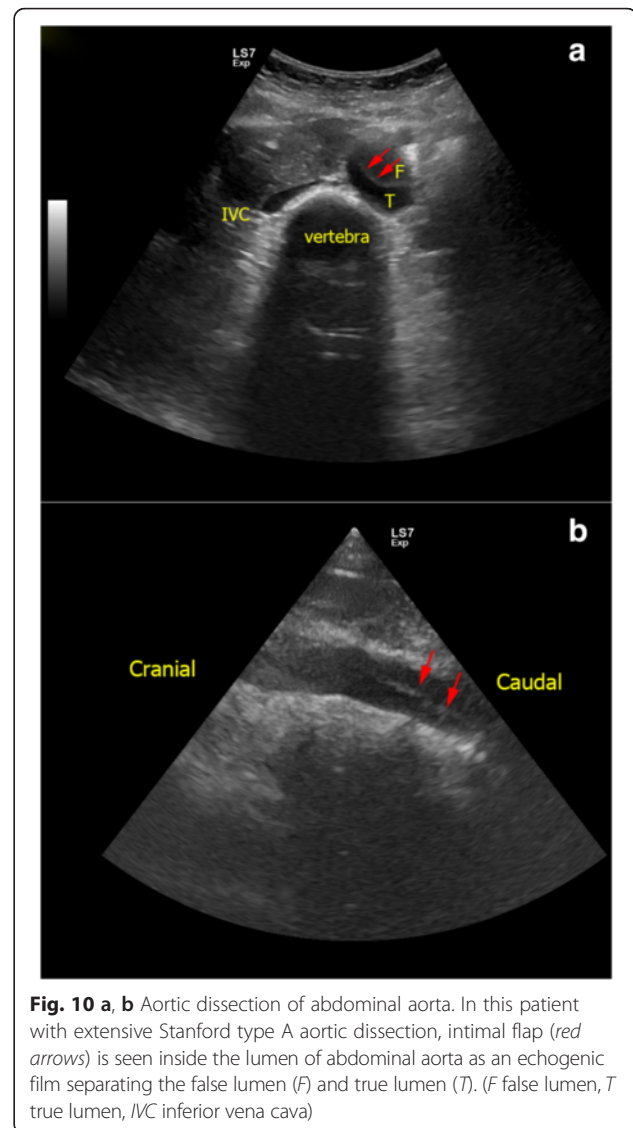 LS7
Exp
a
F
T
IVC
vertebra
LS7
Exp
b
Cranial
Caudal
Fig. 10 a, b Aortic dissection of abdominal aorta. In this patient
with extensive Stanford type A aortic dissection, intimal flap (red
arrows) is seen inside the lumen of abdominal aorta as an echogenic
film separating the false lumen (F) and true lumen (T). (F false lumen, T
true lumen, IVC inferior vena cava)